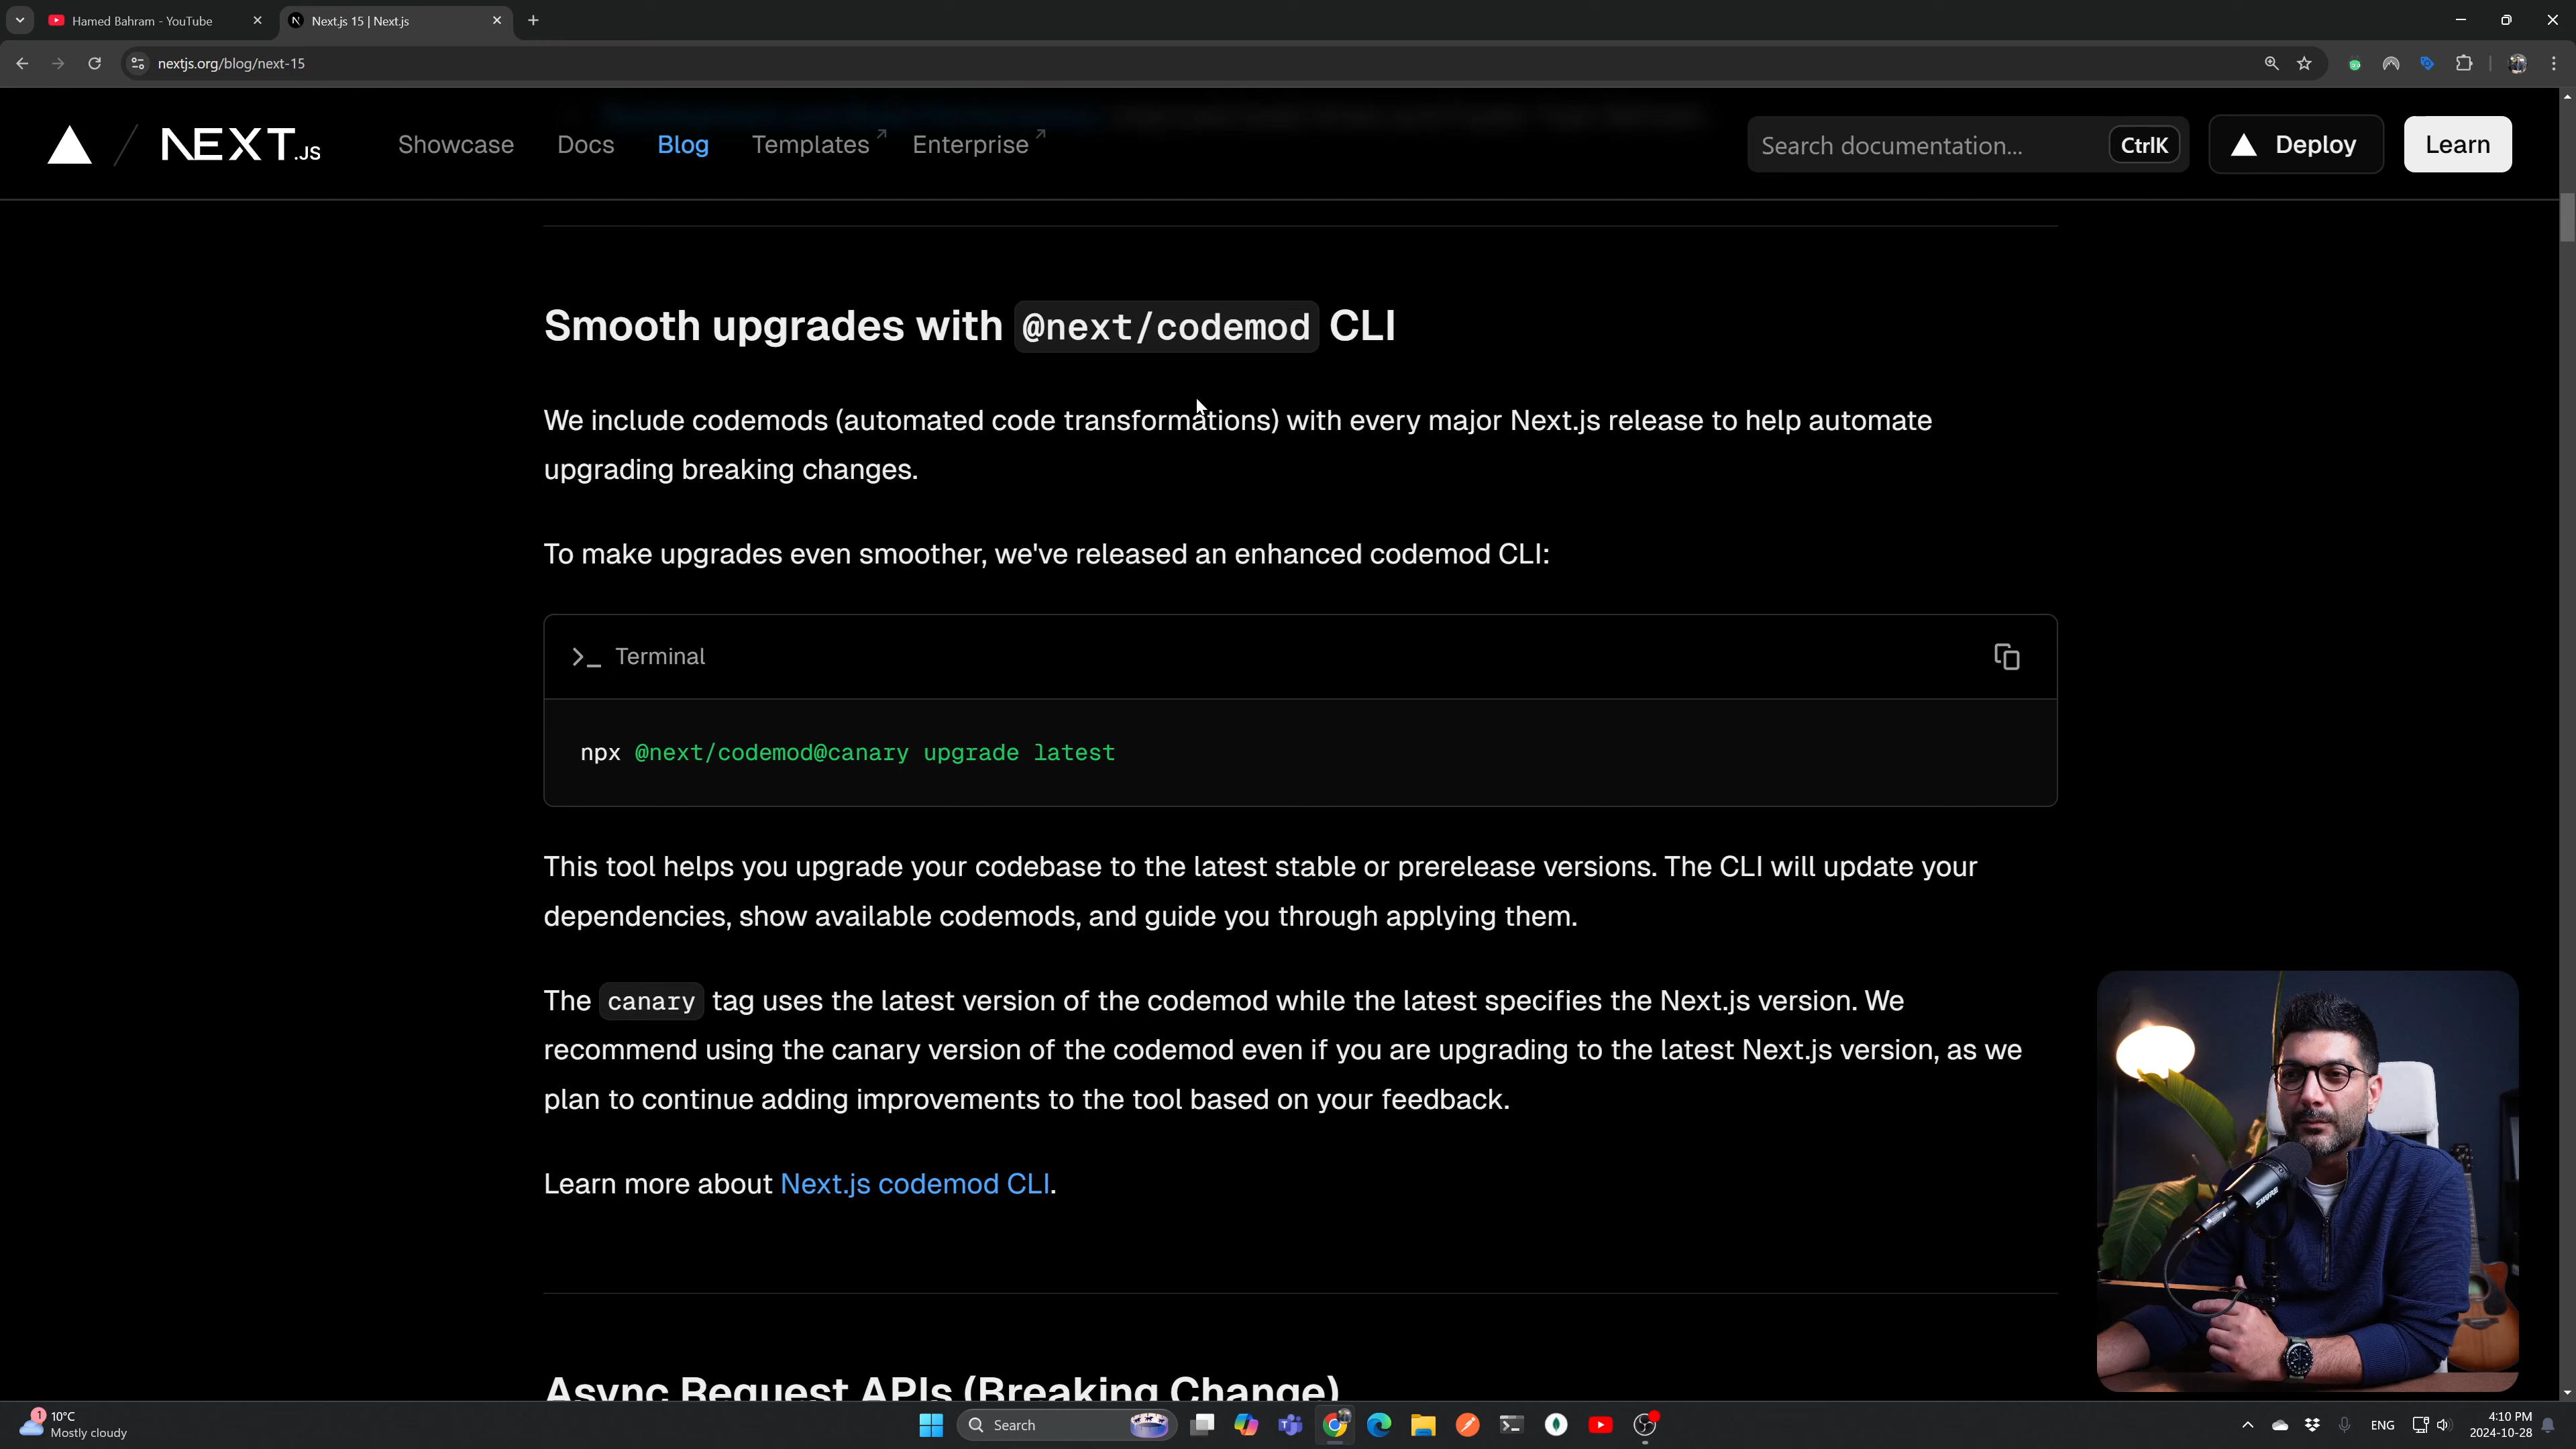 Hamed Bahram - YouTube
Next.js 15 | Next.js
nextjs.org/blog/next-15
NEXT.JS
Showcase
Docs
Blog
Templates
Enterprise
Search documentation...
CtrlK
Deploy
Learn
Smooth upgrades with @next/codemod CLI
We include codemods (automated code transformations) with every major Next.js release to help automate
upgrading breaking changes.
To make upgrades even smoother, we've released an enhanced codemod CLI:
>_ Terminal
npx @next/codemod@canary upgrade latest
This tool helps you upgrade your codebase to the latest stable or prerelease versions. The CLI will update your
dependencies, show available codemods, and guide you through applying them.
The canary tag uses the latest version of the codemod while the latest specifies the Next.js version. We
recommend using the canary version of the codemod even if you are upgrading to the latest Next.js version, as we
plan to continue adding improvements to the tool based on your feedback.
Learn more about Next.js codemod CLI.
Async Request APIs (Breaking Change)
SHURE
1
10°C
Mostly cloudy
Search
ENG
4:10 PM
2024-10-28